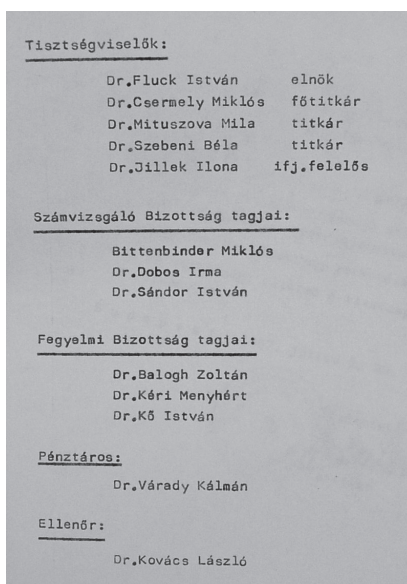 Tisztségviselők:
Dr.Fluck István elnök
Dr.Csermely Miklós főtitkár
Dr.Mituszova Mila titkár
Dr.Szebeni Béla titkár
Dr.Jillek Ilona ifj.felelős
Számvizsgáló Bizottság tagjai:
Bittenbinder Miklós
Dr.Dobos Irma
Dr.Sándor István
Fegyelmi Bizottság tagjai:
Dr.Balogh Zoltán
Dr.Kéri Menyhért
Dr.Kő István
Pénztáros:
Dr.Várady Kálmán
Ellenőr:
Dr.Kovács László